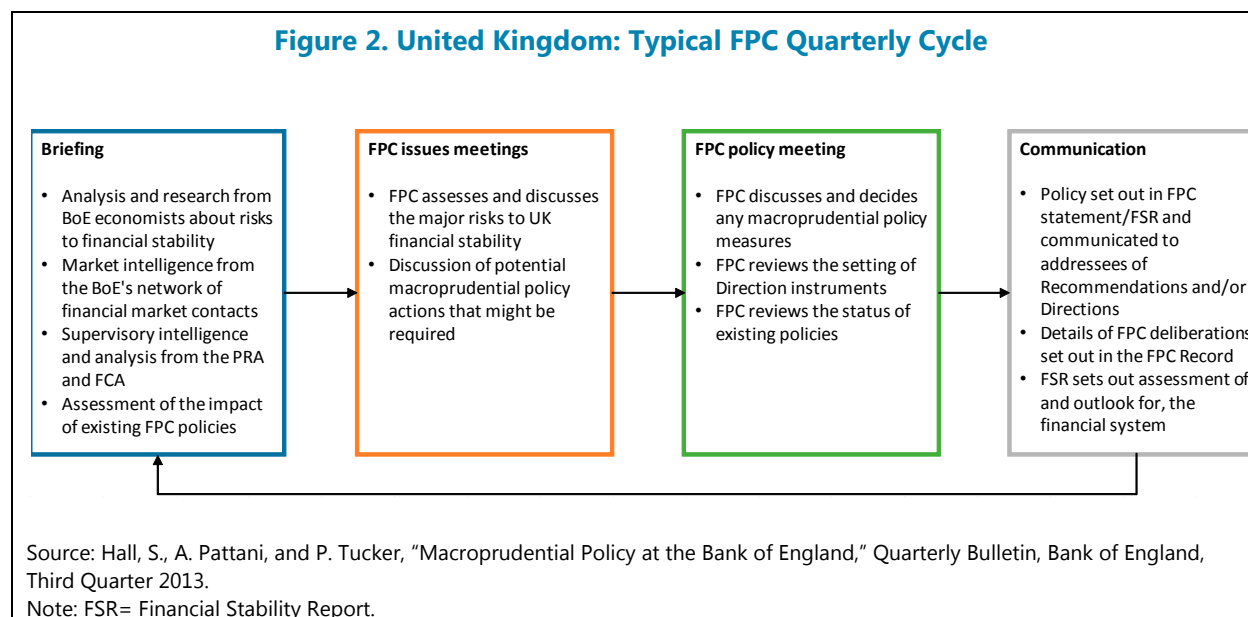 Figure 2. United Kingdom: Typical FPC Quarterly Cycle
Briefing
• Analysis and research from
BoE economists about risks
to financial stability
• Market intelligence from
the BoE's network of
financial market contacts
• Supervisory intelligence
and analysis from the PRA
and FCA
• Assessment of the impact
of existing FPC policies
FPC issues meetings
• FPC assesses and discusses
the major risks to UK
financial stability
• Discussion of potential
macroprudential policy
actions that might be
required
FPC policy meeting
• FPC discusses and decides
any macroprudential policy
measures
• FPC reviews the setting of
Direction instruments
• FPC reviews the status of
existing policies
Communication
• Policy set out in FPC
statement/FSR and
communicated to
addressees of
Recommendations and/or
Directions
• Details of FPC deliberations
set out in the FPC Record
• FSR sets out assessment of
and outlook for, the
financial system
Source: Hall, S., A. Pattani, and P. Tucker, "Macroprudential Policy at the Bank of England," Quarterly Bulletin, Bank of England,
Third Quarter 2013.
Note: FSR= Financial Stability Report.